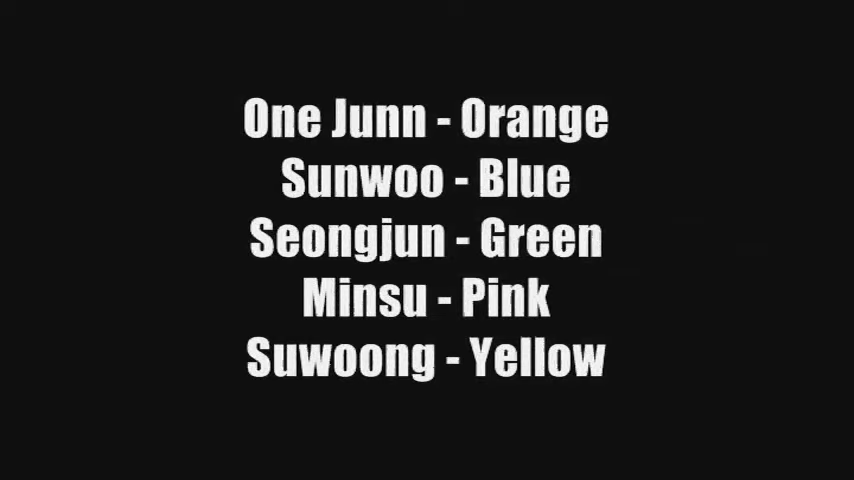 One Junn - Orange
Sunwoo - Blue
Seongjun - Green
Minsu - Pink
Suwoong - Yellow